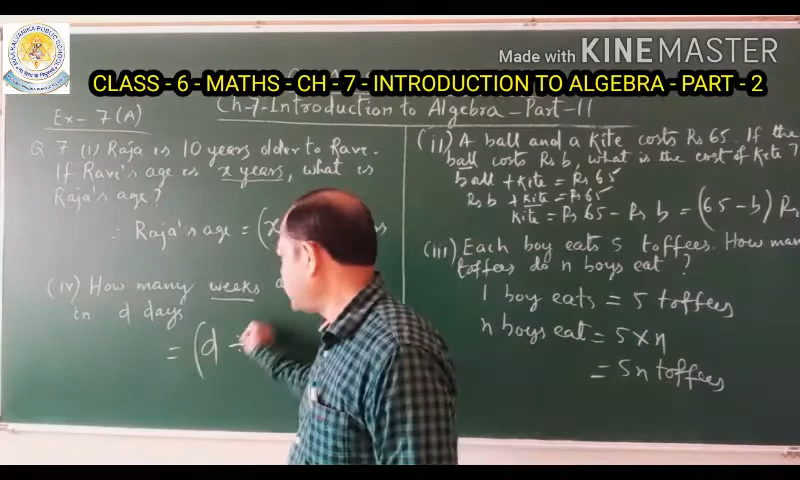 Made with KINEMASTER
CLASS - 6 - MATHS - CH - 7 - INTRODUCTION TO ALGEBRA - PART - 2
Ch-7-Introduction to Algebra-Part-II
Ex- 7(A)
Q 7 (i) Raja is 10 years older to Ravi.
If Ravi's age is x years, what is
Raja's age?
∴ Raja's age = (x
(iv) How many weeks
in d days
= (d ÷
(ii) A ball and a kite costs Rs 65. If the
ball costs Rs b, what is the cost of kite?
ball + kite = Rs 65
Rs b + kite = Rs 65
kite = Rs 65 - Rs b = (65 - b) Rs
(iii) Each boy eats 5 toffees. How many
toffees do n boys eat?
1 boy eats = 5 toffees
n boys eat = 5 × n
= 5n toffees